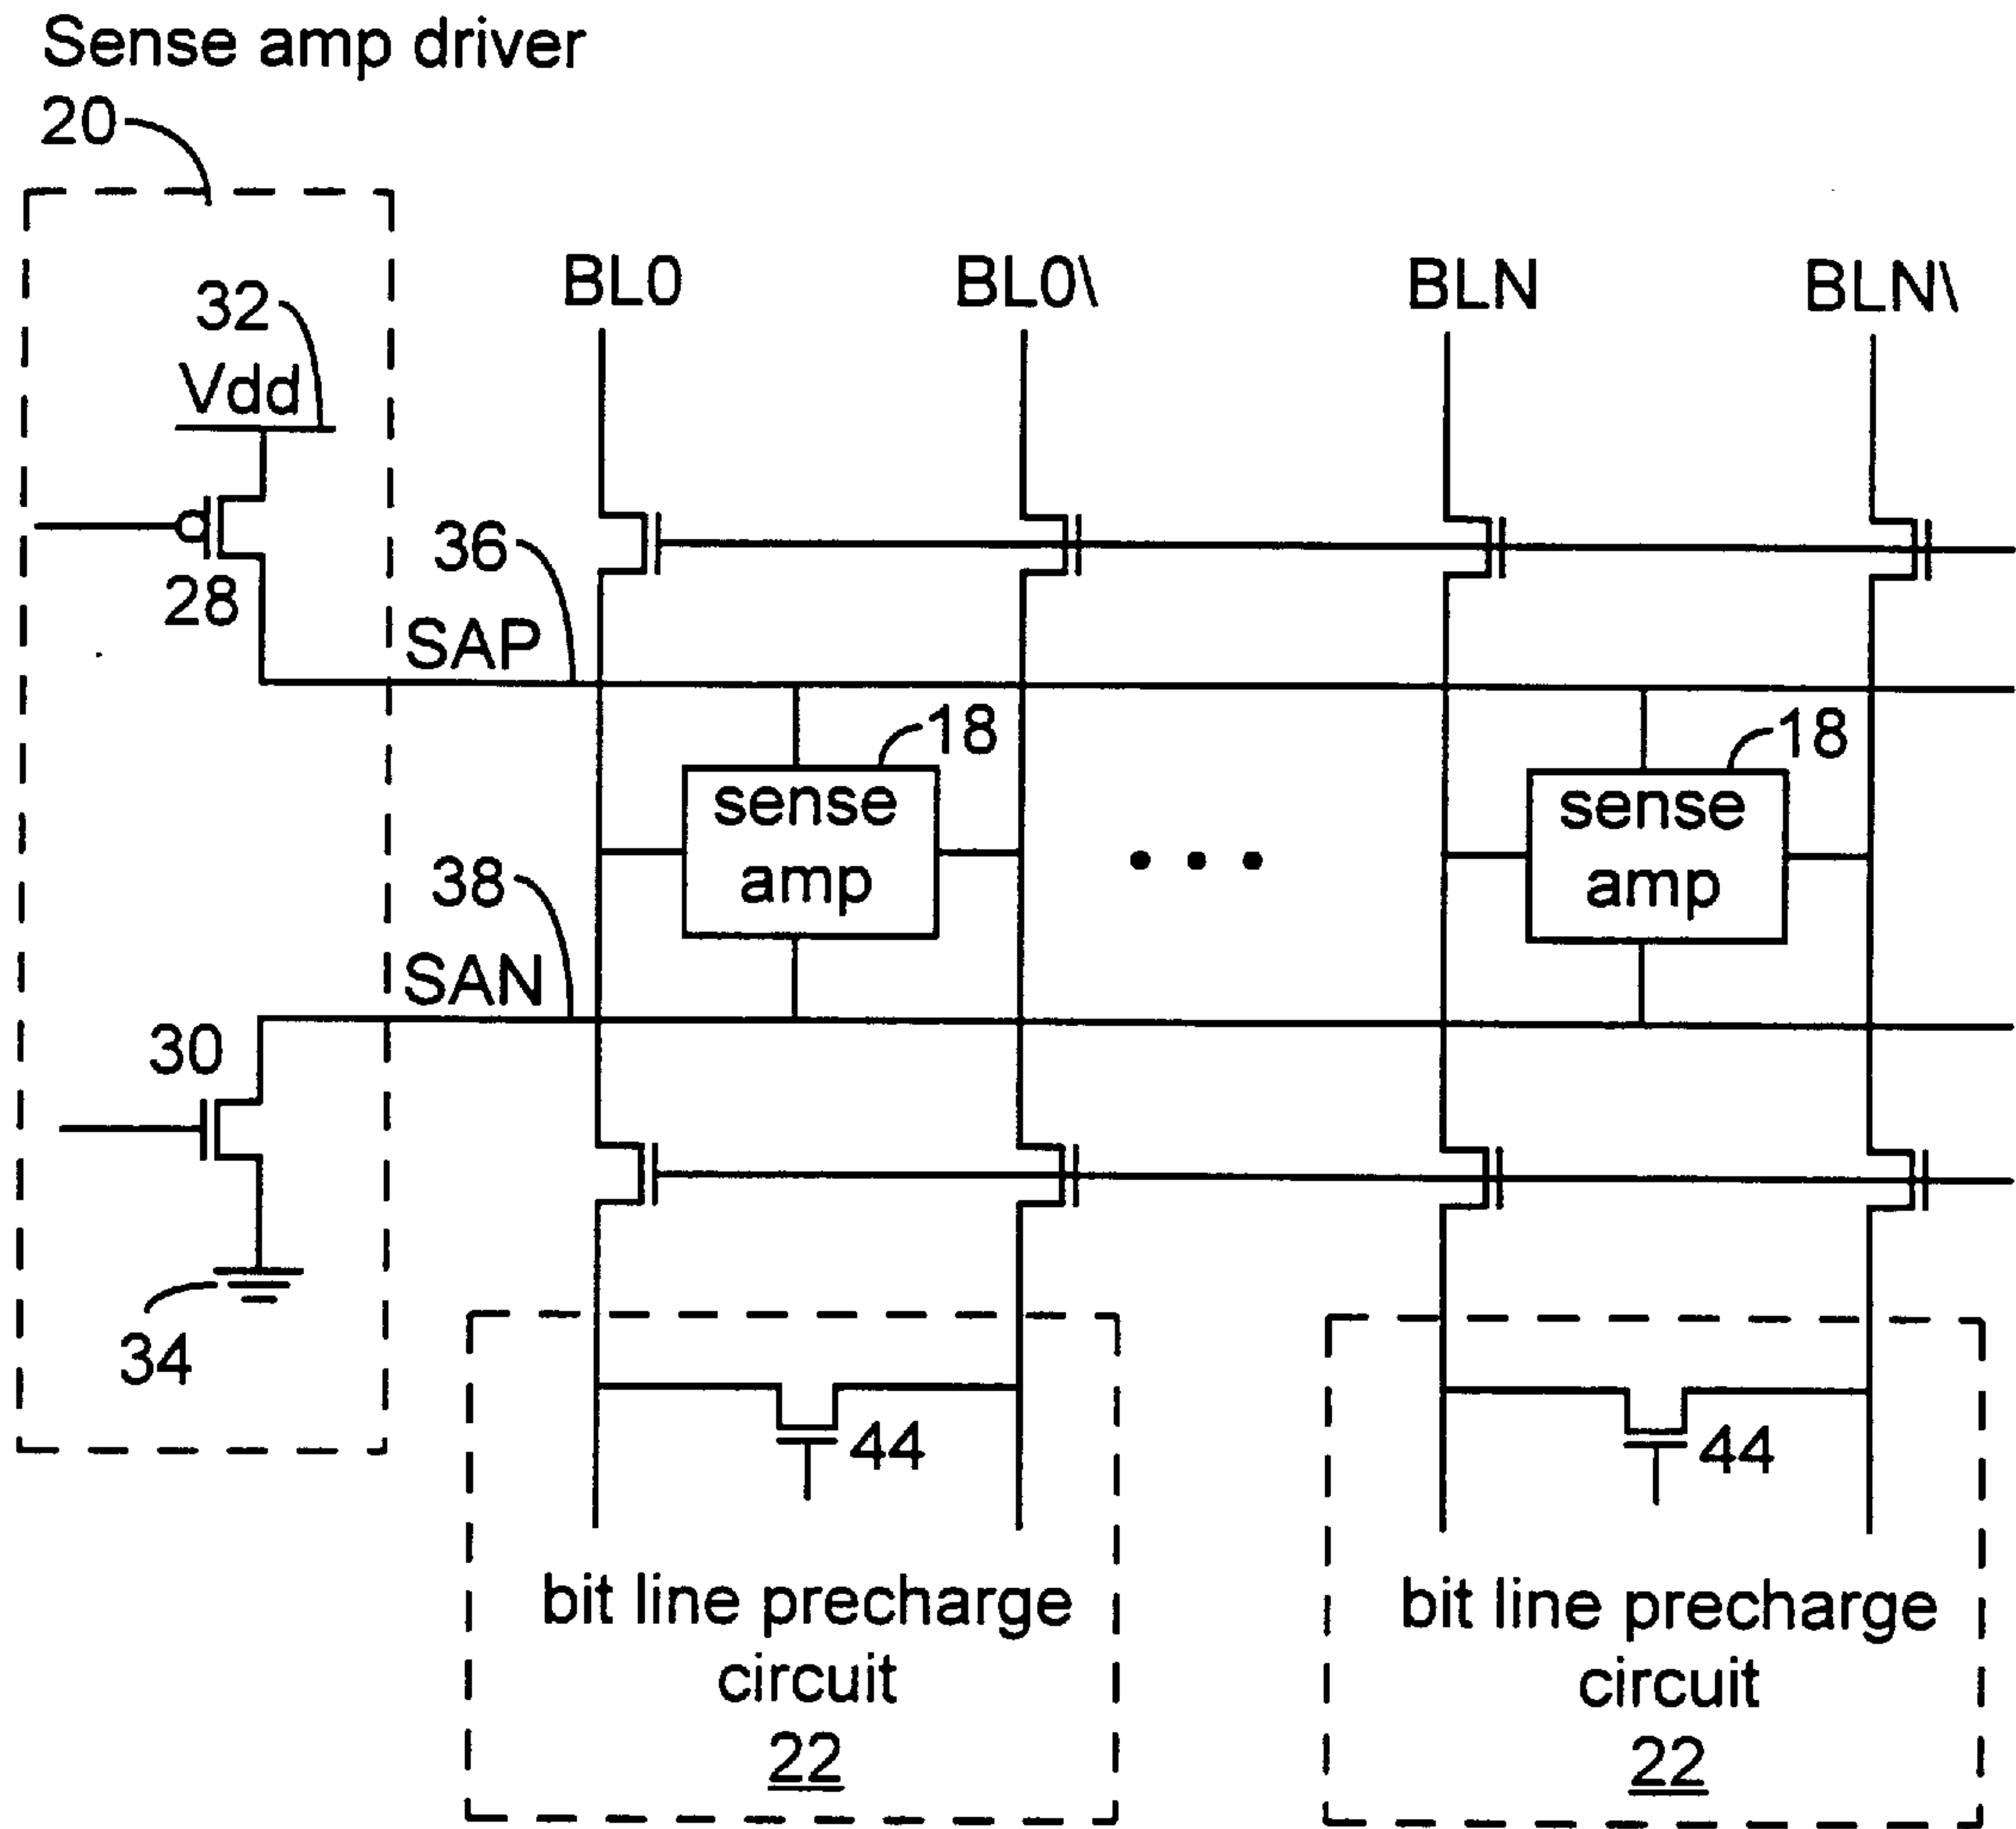 Sense amp driver
20
BL0
BL0\
BLN
BLN\
32
Vdd
36
28
SAP
18
18
sense
amp
sense
amp
38
SAN
30
34
44
44
bit line precharge
circuit
22
bit line precharge
circuit
22